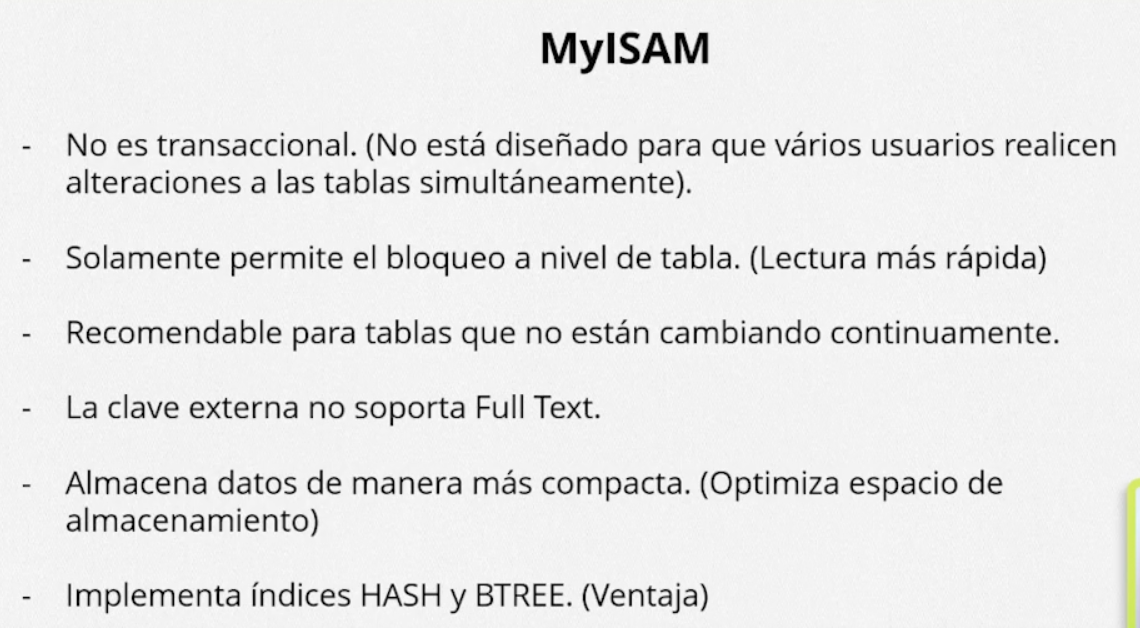 MyISAM
- No es transaccional. (No está diseñado para que vários usuarios realicen
alteraciones a las tablas simultáneamente).
- Solamente permite el bloqueo a nivel de tabla. (Lectura más rápida)
- Recomendable para tablas que no están cambiando continuamente.
- La clave externa no soporta Full Text.
- Almacena datos de manera más compacta. (Optimiza espacio de
almacenamiento)
- Implementa índices HASH y BTREE. (Ventaja)